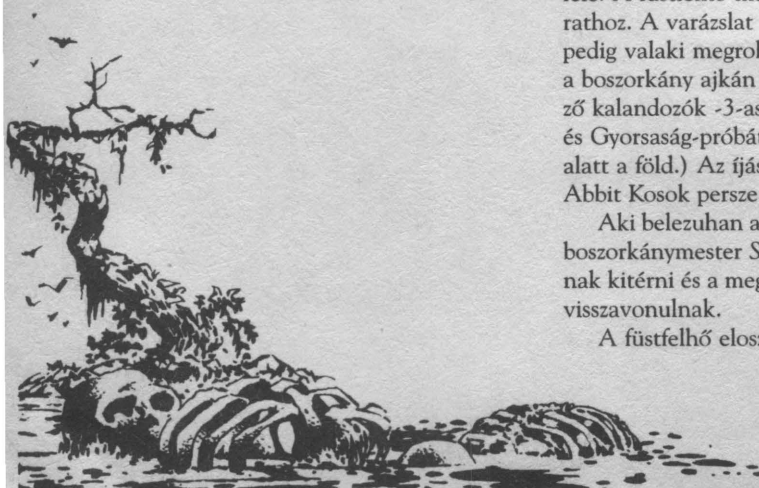 rathoz. A varázslat
pedig valaki megrol
a boszorkány ajkán
ző kalandozók -3-as
és Gyorsaság-próbát
alatt a föld.) Az íjás
Abbit Kosok persze
Aki belezuhan a
boszorkánymester S
nak kitérni és a meg
visszavonulnak.
A füstfelhő elosz